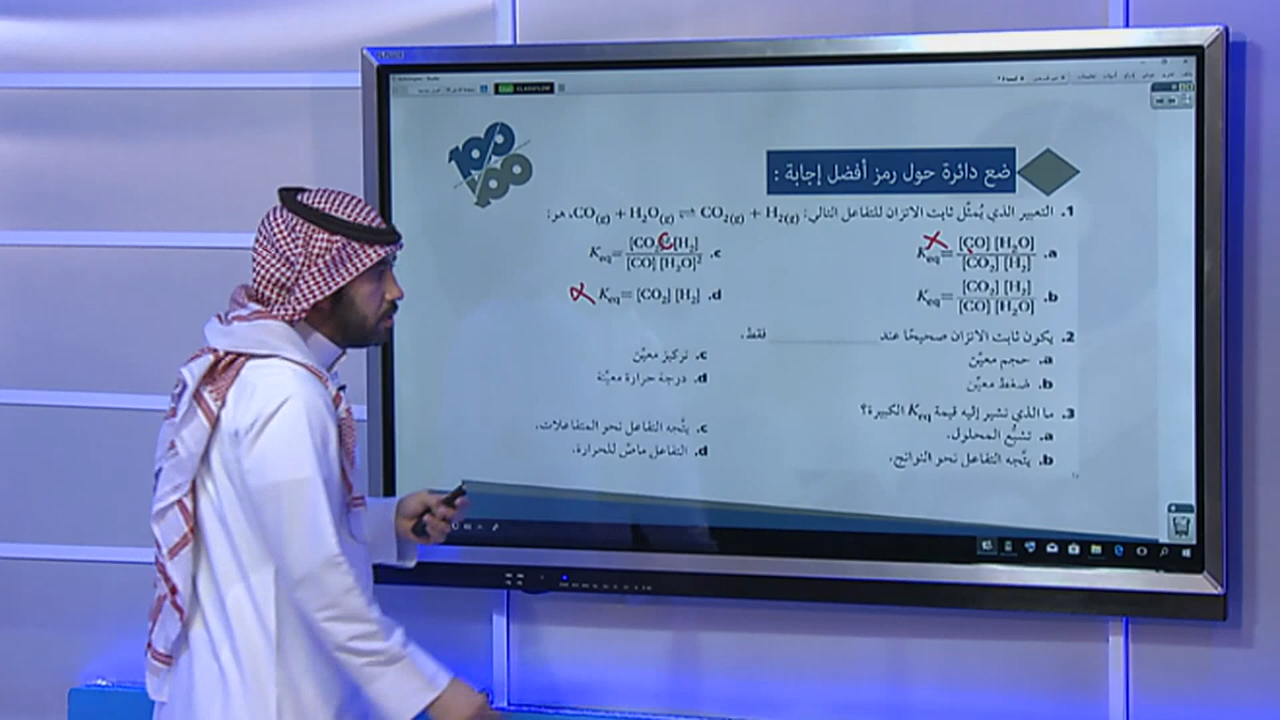 100
100
ضع دائرة حول رمز أفضل إجابة :
1. التعبير الذي يُمثّل ثابت الاتزان للتفاعل التالي: CO(g) + H₂O(g) ⇌ CO₂(g) + H₂(g)، هو:
a. Keq= [CO] [H₂O] / [CO₂] [H₂]
b. Keq= [CO₂] [H₂] / [CO] [H₂O]
c. Keq= [CO₂] [H₂] / [CO] [H₂O]²
d. Keq= [CO₂] [H₂]
2. يكون ثابت الاتزان صحيحًا عند ________ فقط.
a. حجم معيّن
b. ضغط معيّن
c. تركيز معيّن
d. درجة حرارة معيّنة
3. ما الذي تشير إليه قيمة Keq الكبيرة؟
a. تشبُّع المحلول.
b. يتّجه التفاعل نحو النواتج.
c. يتّجه التفاعل نحو المتفاعلات.
d. التفاعل ماصّ للحرارة.